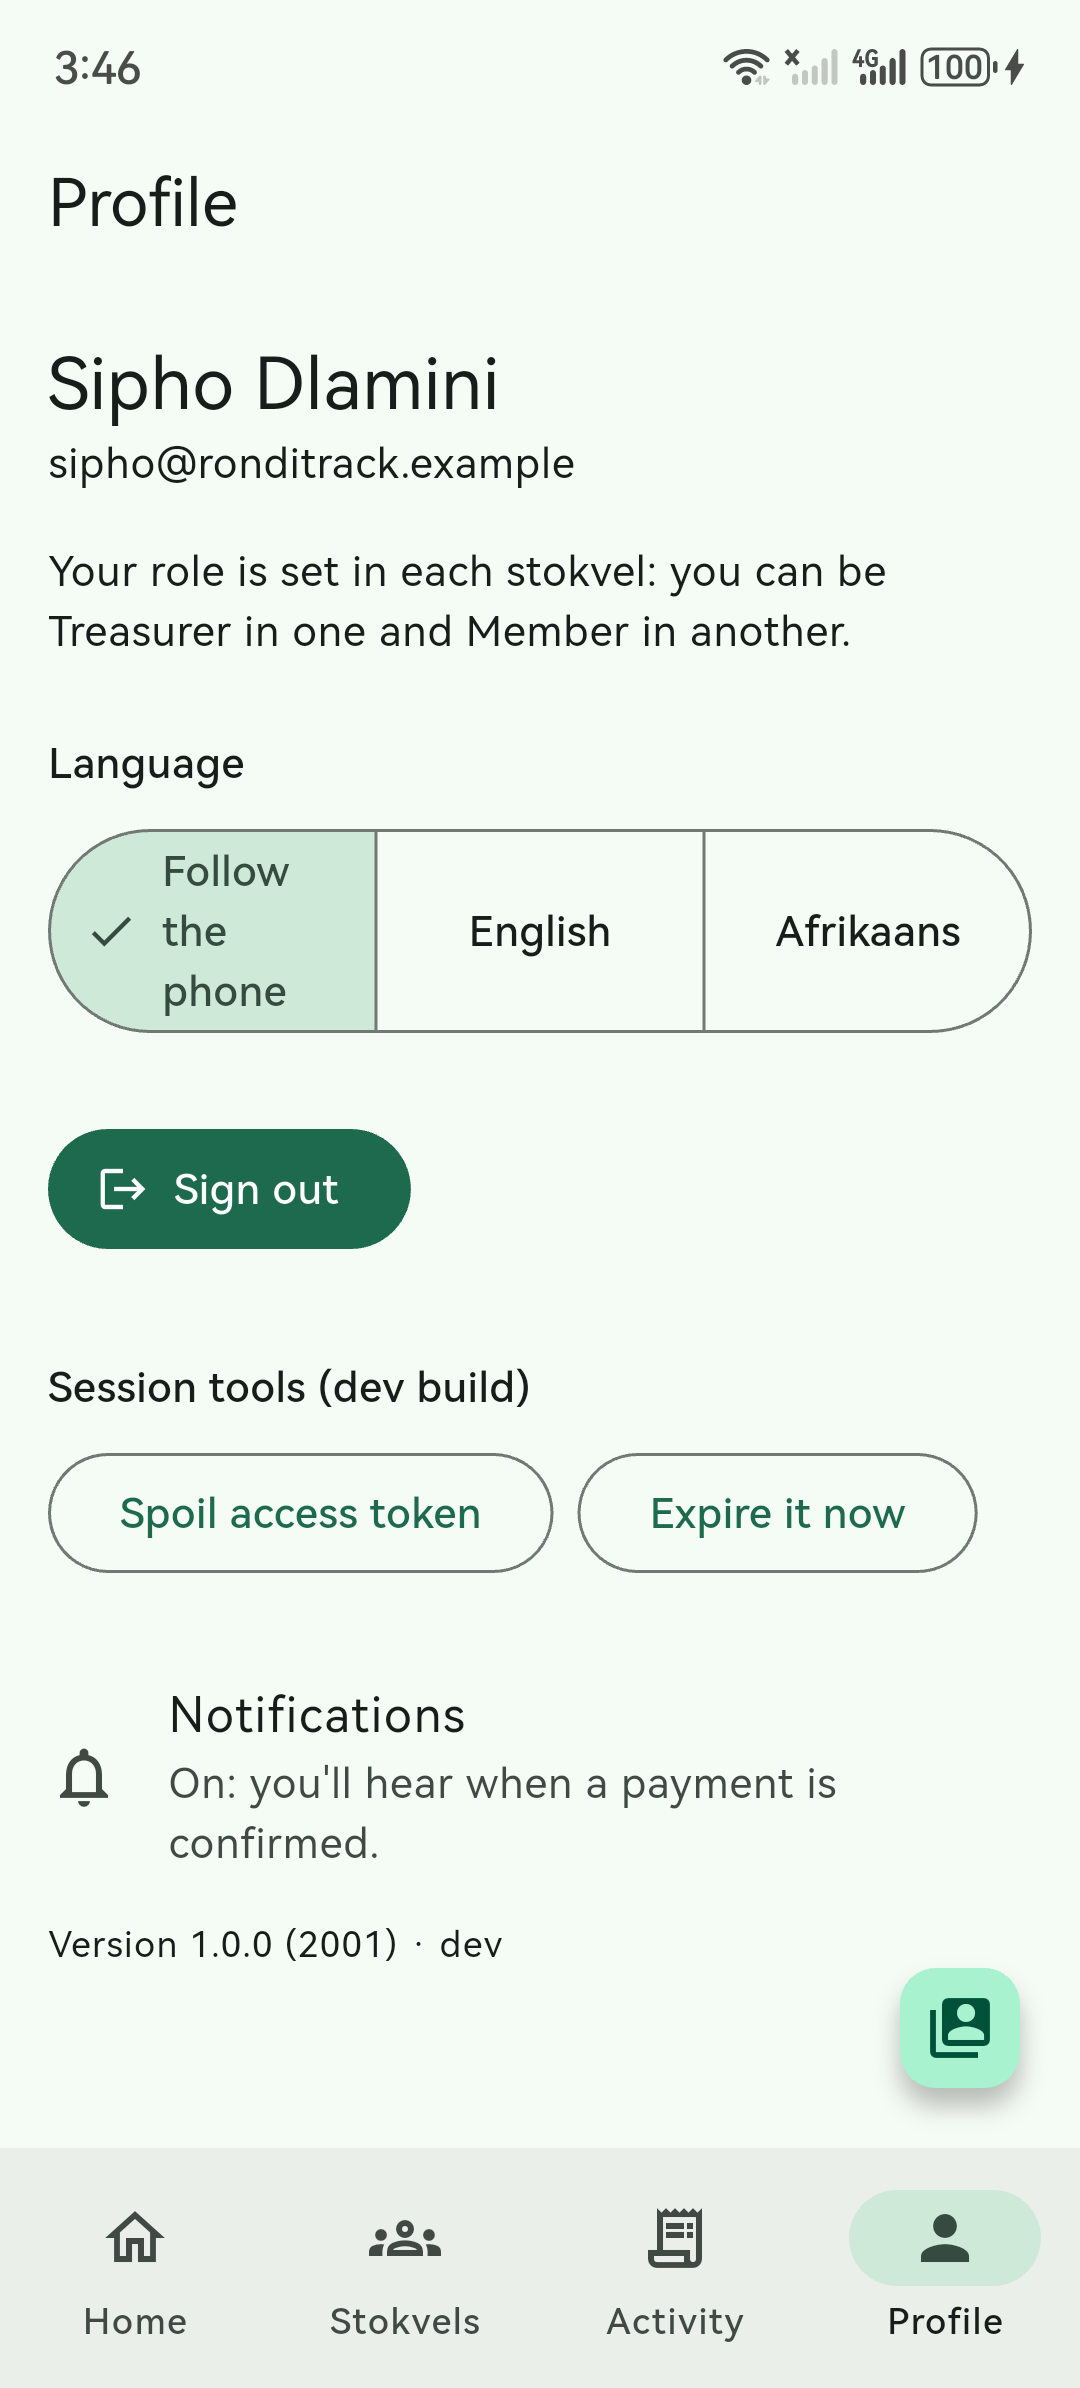 3:46
4G
100
Profile
Sipho Dlamini
sipho@ronditrack.example
Your role is set in each stokvel: you can be
Treasurer in one and Member in another.
Language
Follow
the
phone
English
Afrikaans
Sign out
Session tools (dev build)
Spoil access token
Expire it now
Notifications
On: you'll hear when a payment is
confirmed.
Version 1.0.0 (2001) · dev
Home
Stokvels
Activity
Profile